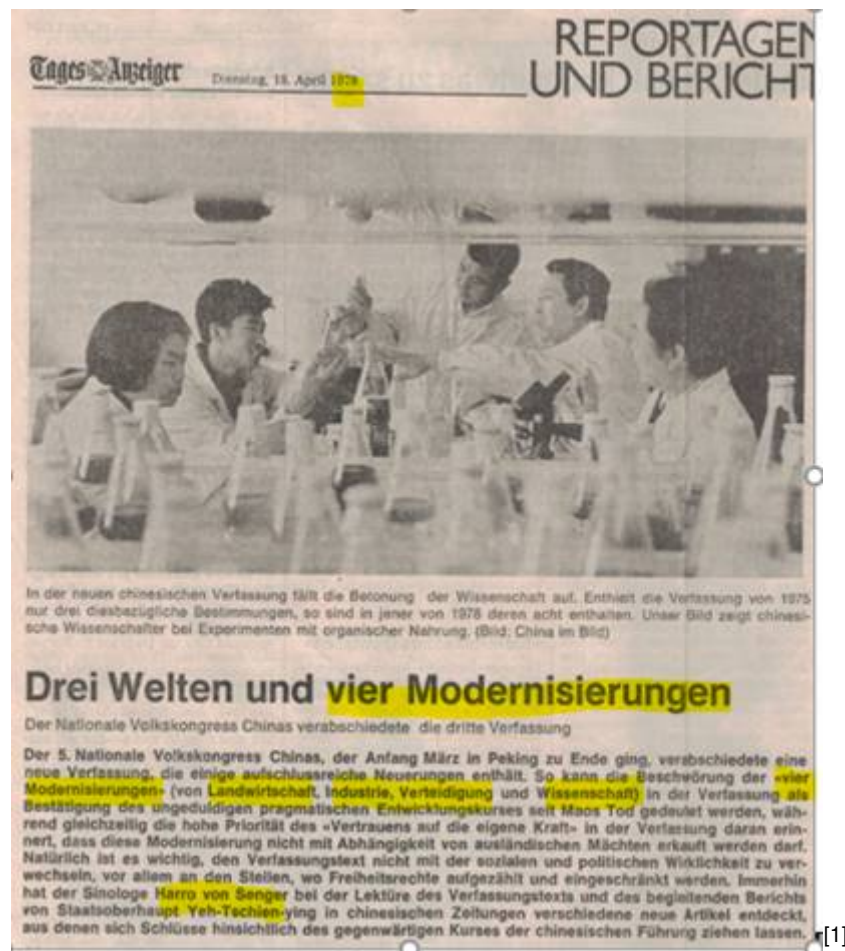 REPORTAGEN
UND BERICHT
Tages Anzeiger
Dienstag, 18. April 1978
In der neuen chinesischen Verfassung fällt die Betonung der Wissenschaft auf. Enthielt die Verfassung von 1975
nur drei diesbezügliche Bestimmungen, so sind in jener von 1978 deren acht enthalten. Unser Bild zeigt chinesi-
sche Wissenschafter bei Experimenten mit organischer Nahrung. (Bild: China im Bild)
Drei Welten und vier Modernisierungen
Der Nationale Volkskongress Chinas verabschiedete die dritte Verfassung
Der 5. Nationale Volkskongress Chinas, der Anfang März in Peking zu Ende ging, verabschiedete eine
neue Verfassung, die einige aufschlussreiche Neuerungen enthält. So kann die Beschwörung der «vier
Modernisierungen» (von Landwirtschaft, Industrie, Verteidigung und Wissenschaft) in der Verfassung als
Bestätigung des ungeduldigen pragmatischen Entwicklungskurses seit Maos Tod gedeutet werden, wäh-
rend gleichzeitig die hohe Priorität des «Vertrauens auf die eigene Kraft» in der Verfassung daran erin-
nert, dass diese Modernisierung nicht mit Abhängigkeit von ausländischen Mächten erkauft werden darf.
Natürlich ist es wichtig, den Verfassungstext nicht mit der sozialen und politischen Wirklichkeit zu ver-
wechseln, vor allem an den Stellen, wo Freiheitsrechte aufgezählt und eingeschränkt werden. Immerhin
hat der Sinologe Harro von Senger bei der Lektüre des Verfassungstexts und des begleitenden Berichts
von Staatsoberhaupt Yeh-Tschien-ying in chinesischen Zeitungen verschiedene neue Artikel entdeckt,
aus denen sich Schlüsse hinsichtlich des gegenwärtigen Kurses der chinesischen Führung ziehen lassen.
[1]